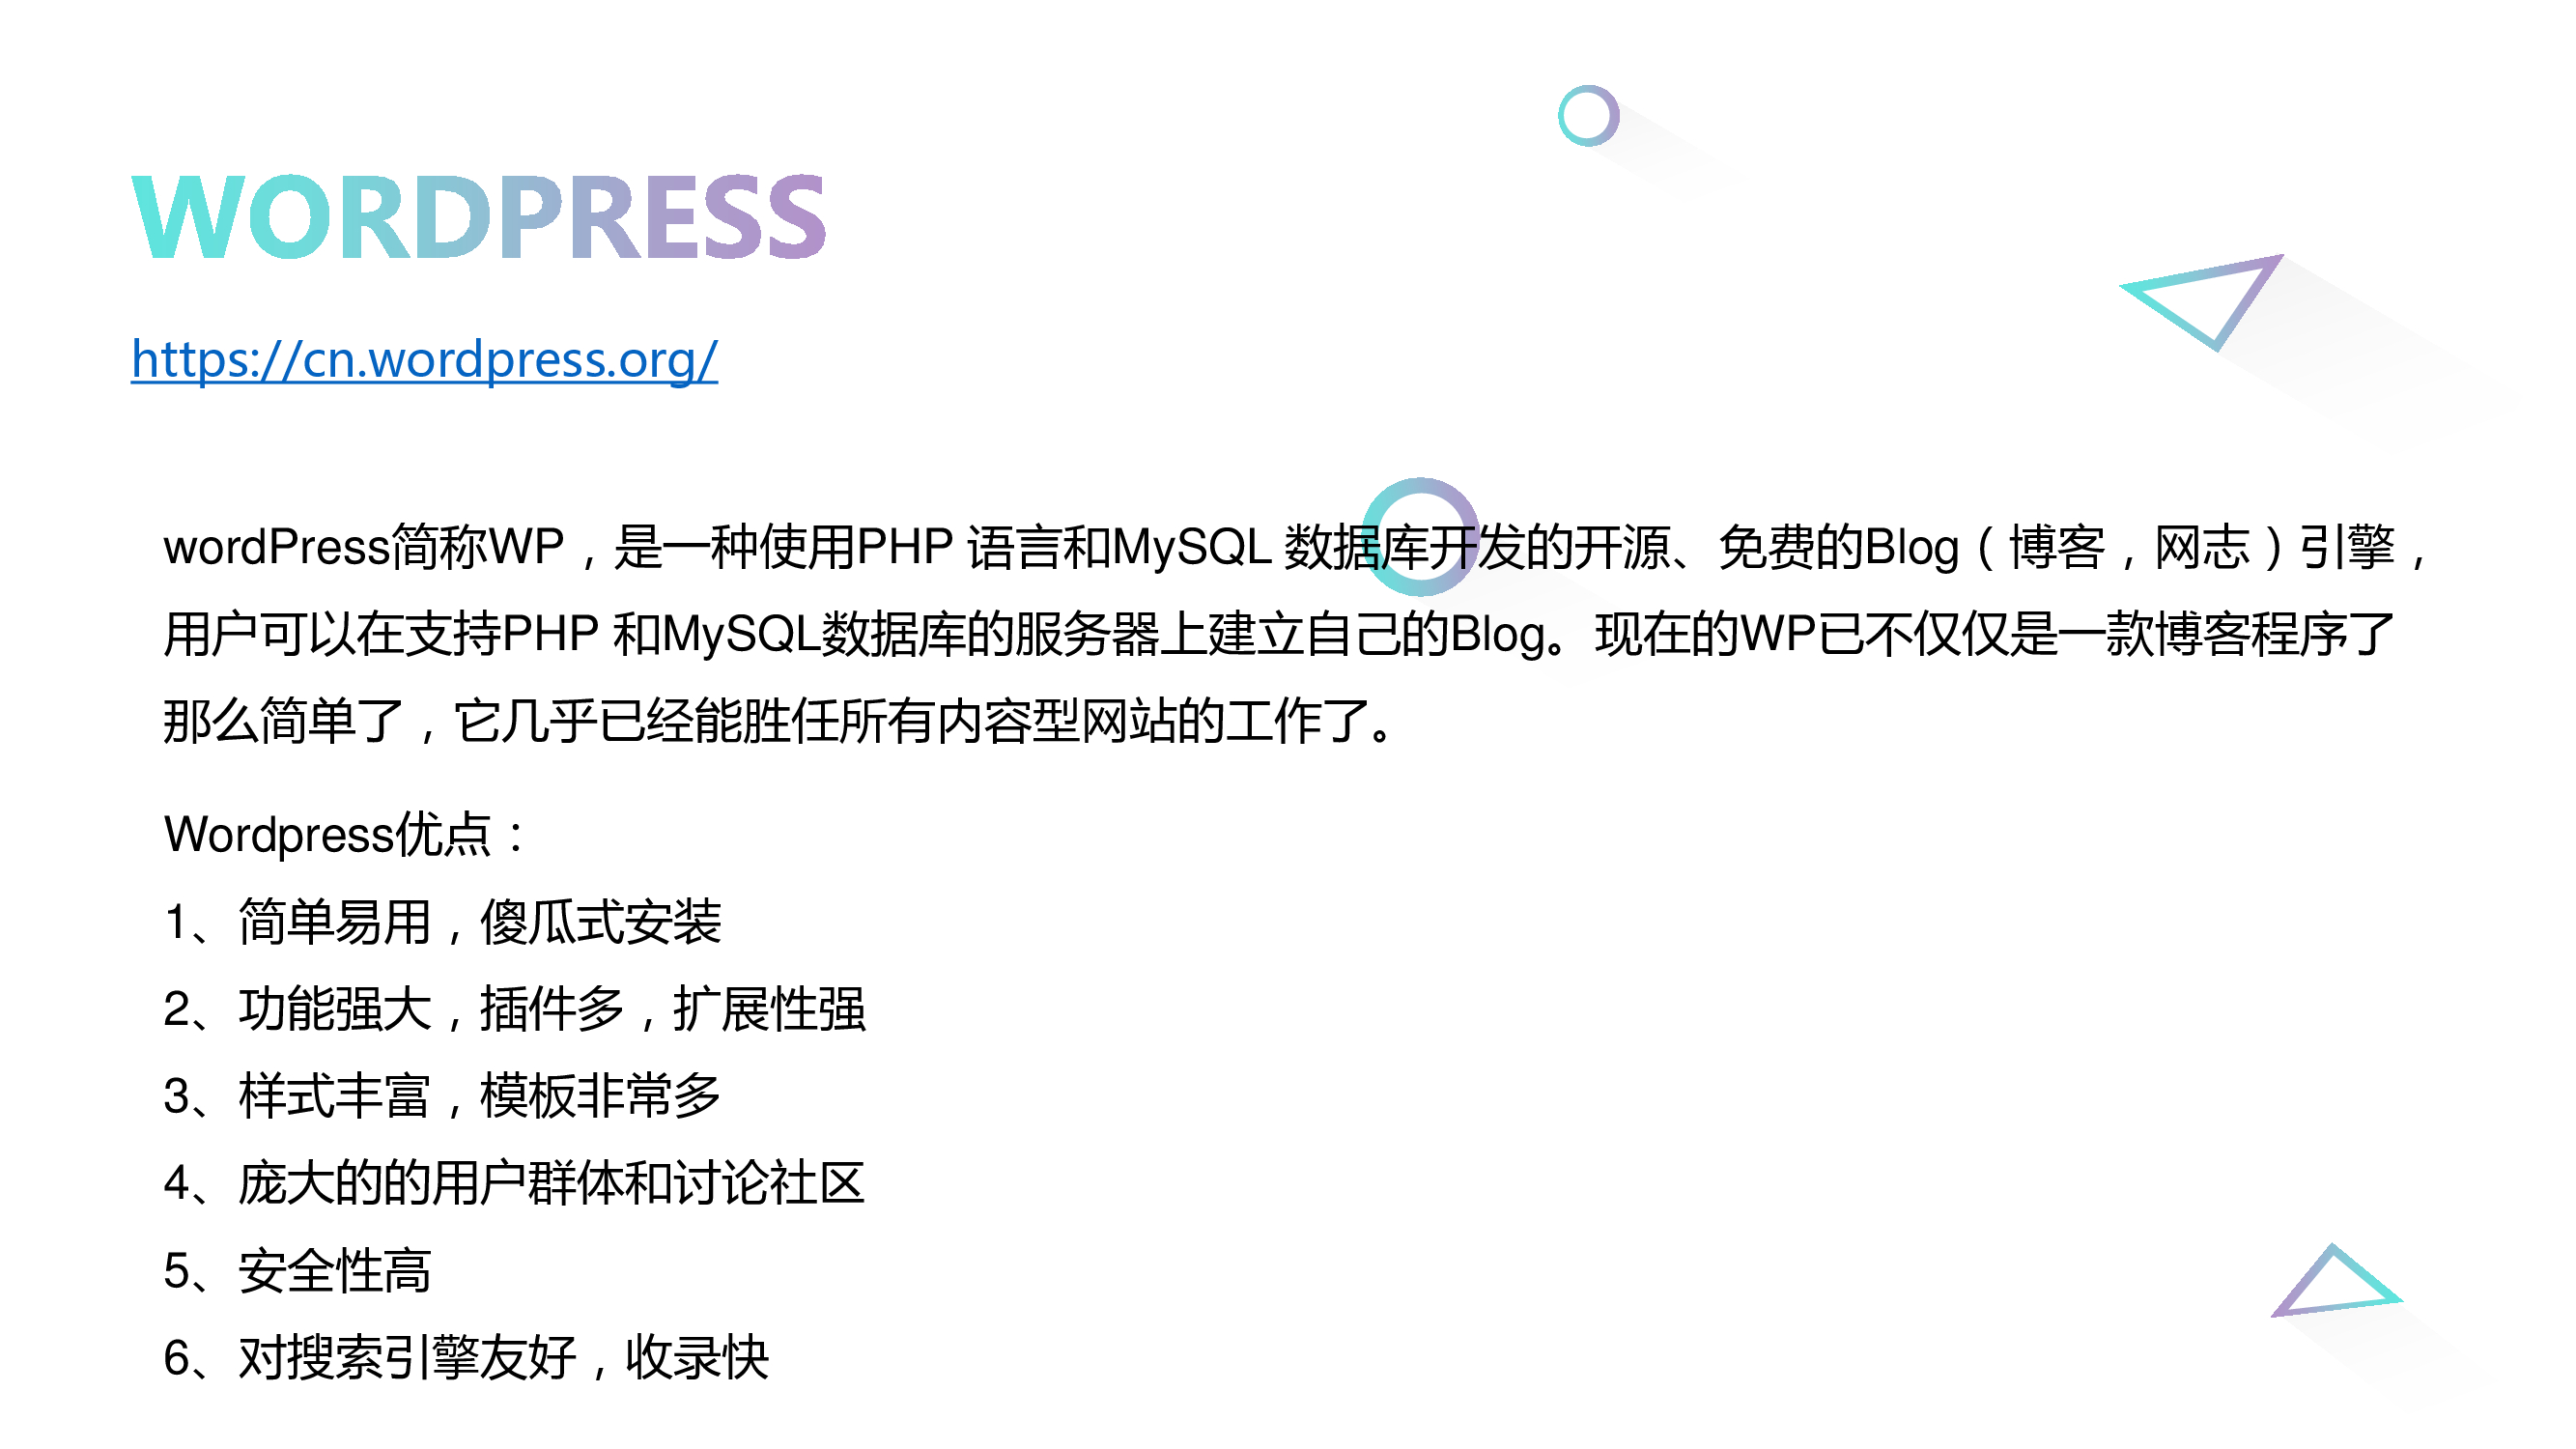 WORDPRESS
https://cn.wordpress.org/
wordPress简称WP，是一种使用PHP 语言和MySQL 数据库开发的开源、免费的Blog（博客，网志）引擎，
用户可以在支持PHP 和MySQL数据库的服务器上建立自己的Blog。现在的WP已不仅仅是一款博客程序了
那么简单了，它几乎已经能胜任所有内容型网站的工作了。
Wordpress优点：
1、简单易用，傻瓜式安装
2、功能强大，插件多，扩展性强
3、样式丰富，模板非常多
4、庞大的的用户群体和讨论社区
5、安全性高
6、对搜索引擎友好，收录快